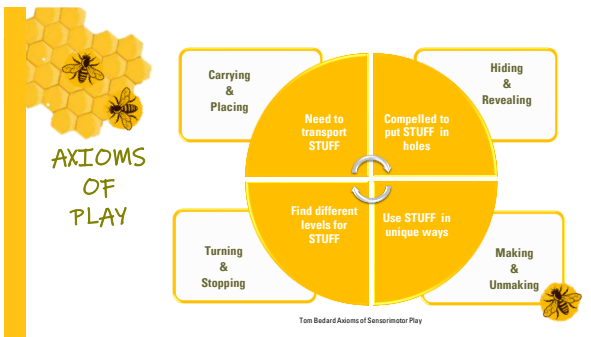 AXIOMS
OF
PLAY
Carrying
&
Placing
Need to
transport
STUFF
Compelled to
put STUFF in
holes
Hiding
&
Revealing
Turning
&
Stopping
Find different
levels for
STUFF
Use STUFF in
unique ways
Making
&
Unmaking
Tom Bedard Axioms of Sensorimotor Play